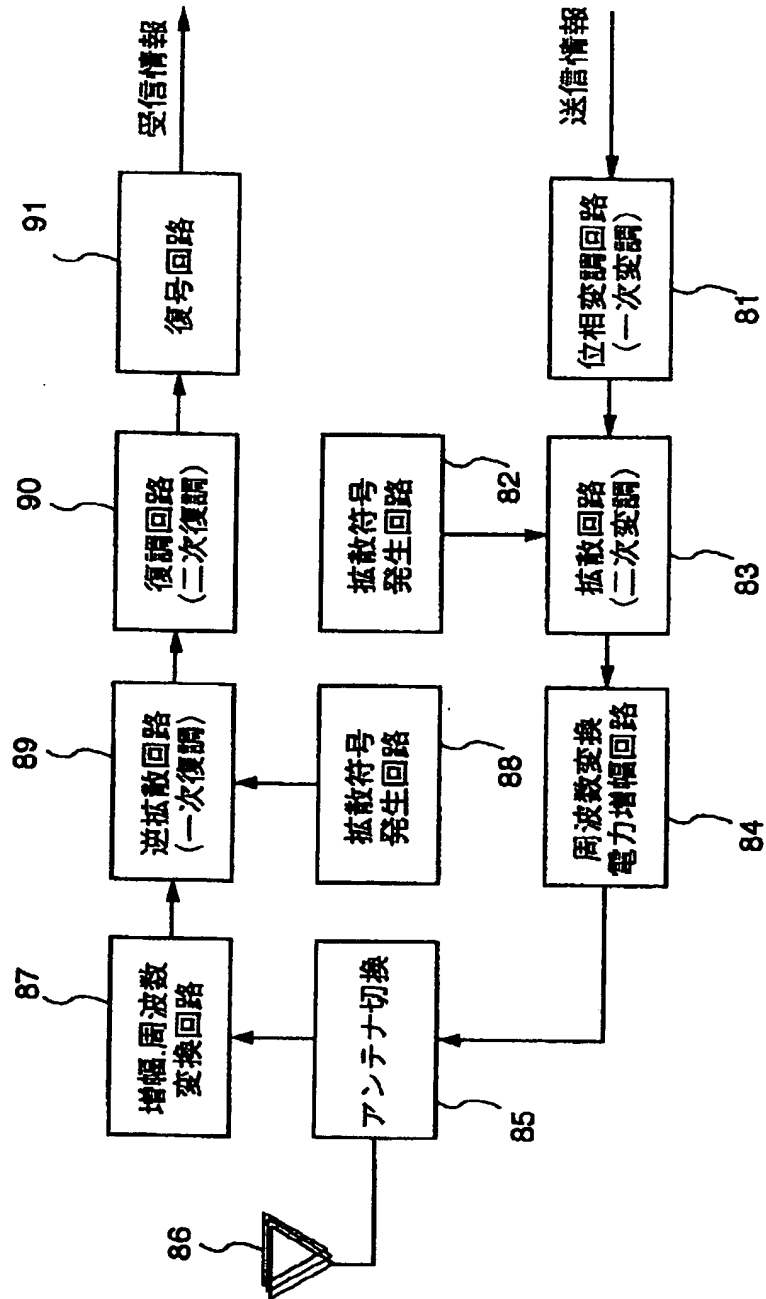 86
87
増幅.周波数
変換回路
89
逆拡散回路
(一次復調)
90
復調回路
(二次復調)
91
復号回路
受信情報
アンテナ切換
85
拡散符号
発生回路
88
拡散符号
発生回路
82
周波数変換
電力増幅回路
84
拡散回路
(二次変調)
83
位相変調回路
(一次変調)
81
送信情報